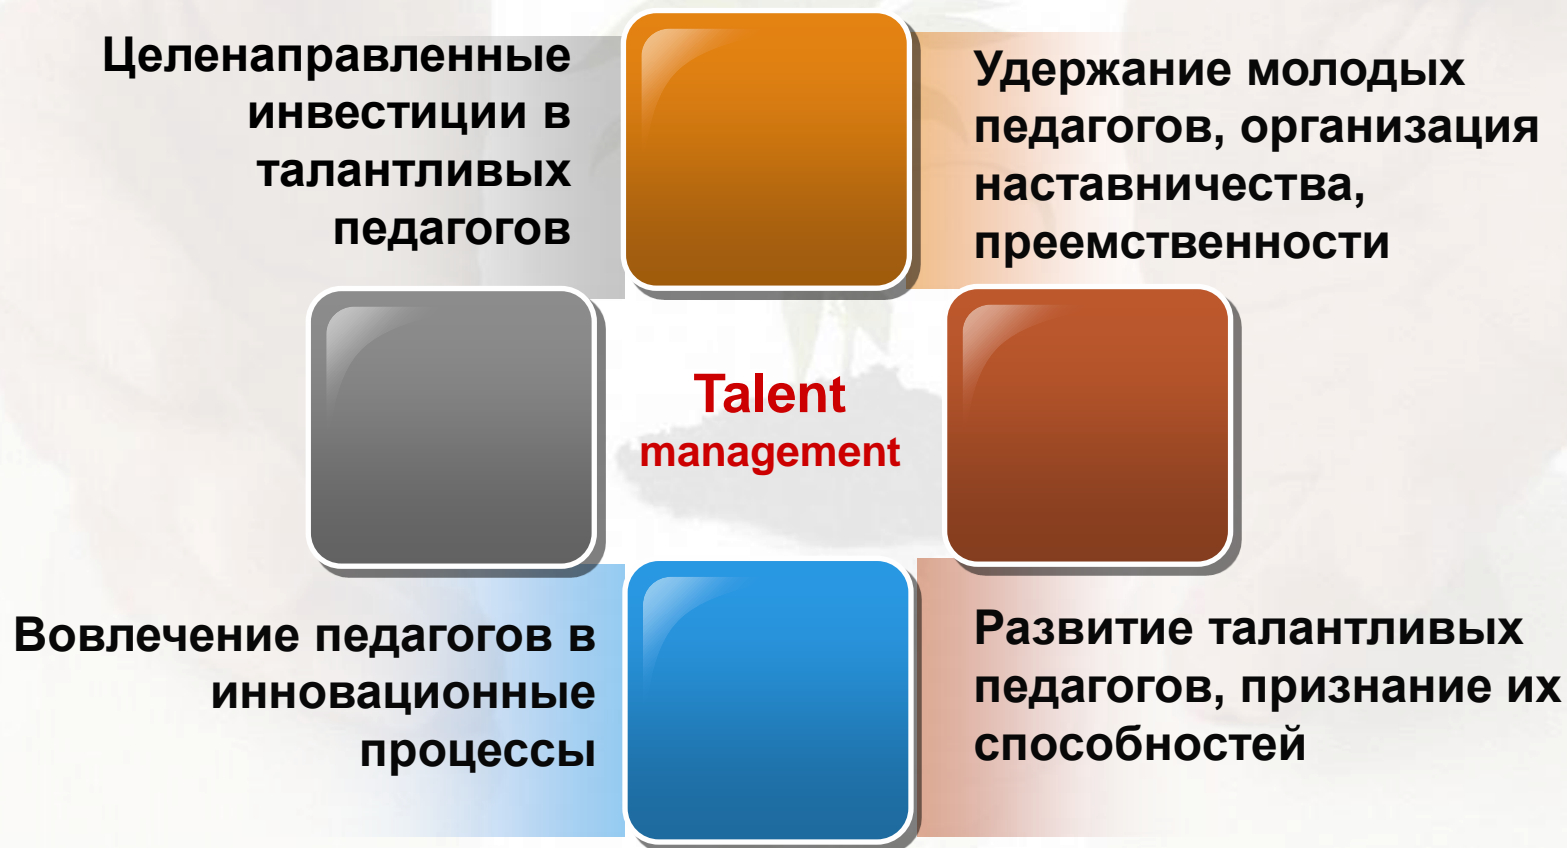 Целенаправленные
инвестиции в
талантливых
педагогов
Удержание молодых
педагогов, организация
наставничества,
преемственности
Talent
management
Вовлечение педагогов в
инновационные
процессы
Развитие талантливых
педагогов, признание их
способностей